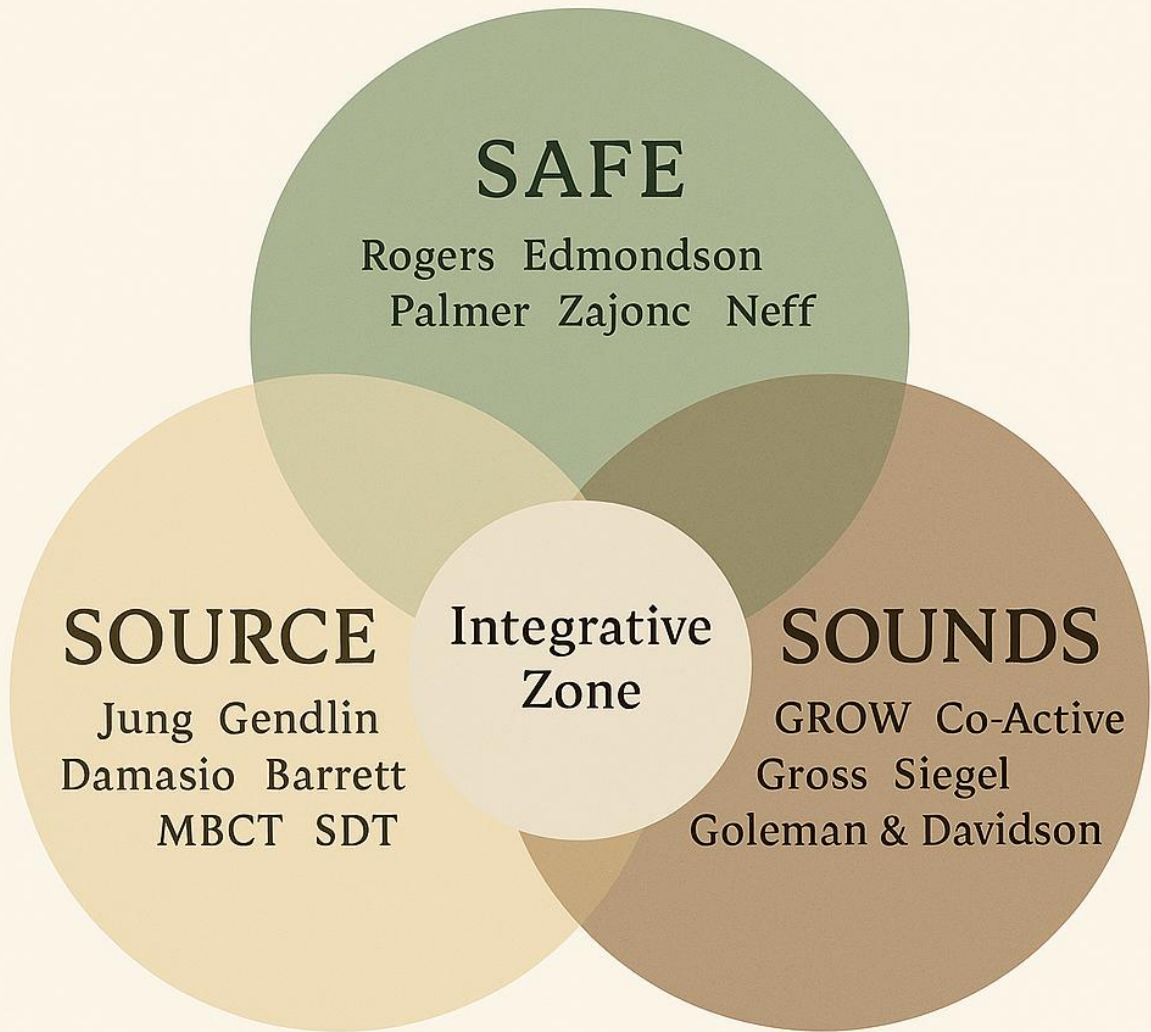 SAFE
Rogers Edmondson
Palmer Zajonc Neff
Integrative
Zone
SOURCE
Jung Gendlin
Damasio Barrett
MBCT SDT
SOUNDS
GROW Co-Active
Gross Siegel
Goleman & Davidson